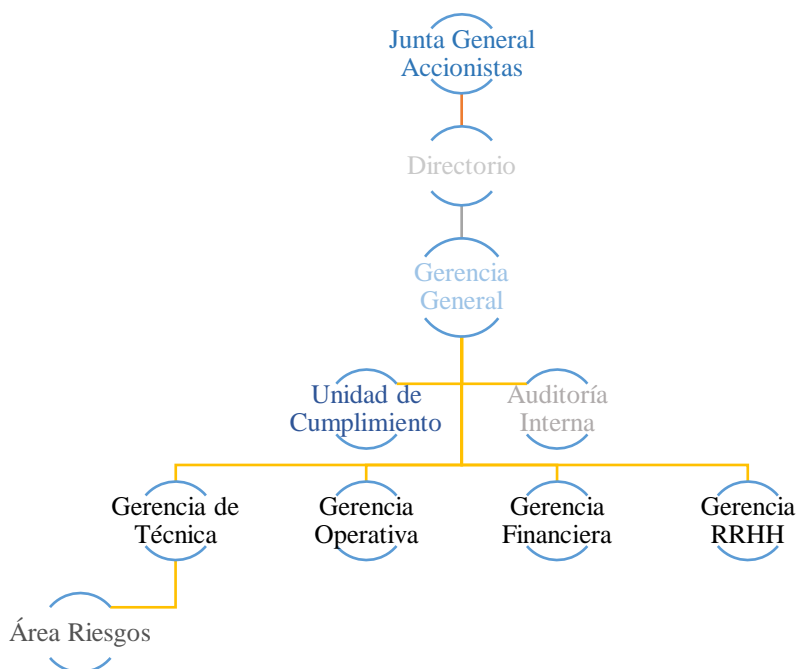 Junta General
Accionistas
Directorio
Gerencia
General
Unidad de
Cumplimiento
Auditoría
Interna
Gerencia de
Técnica
Gerencia
Operativa
Gerencia
Financiera
Gerencia
RRHH
Área Riesgos